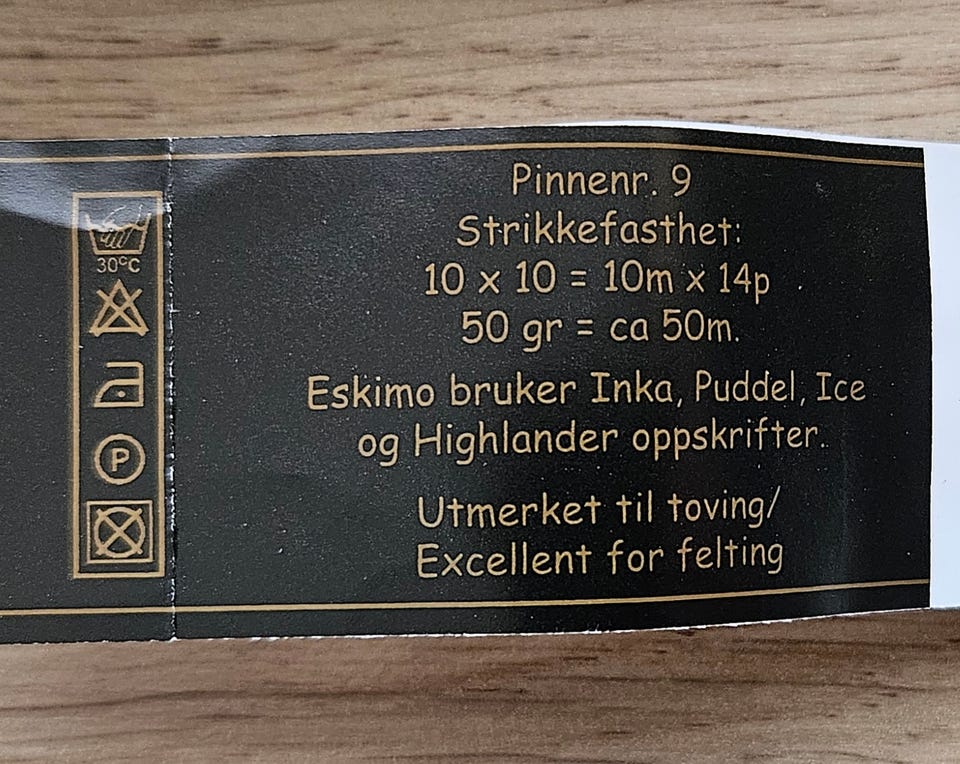 30°C
P
Pinnenr. 9
Strikkefasthet:
10 x 10 = 10m x 14p
50 gr = ca 50m.
Eskimo bruker Inka, Puddel, Ice
og Highlander oppskrifter.
Utmerket til toving/
Excellent for felting